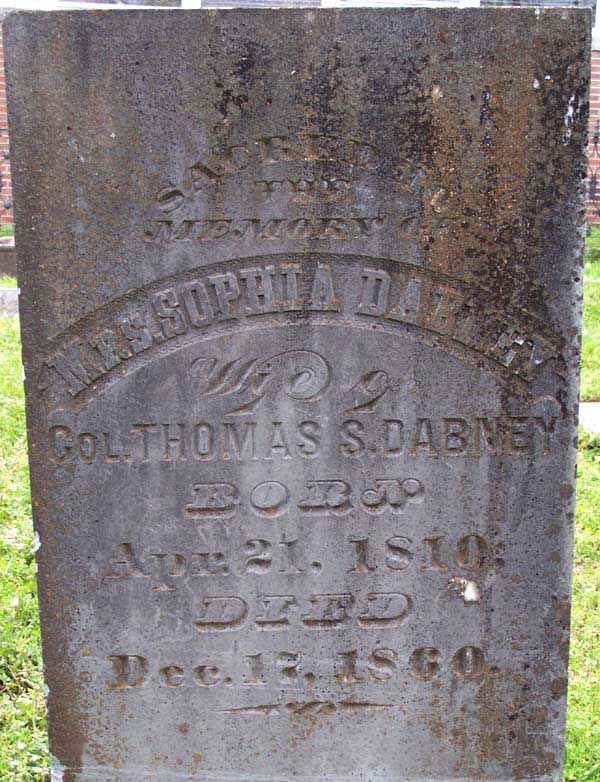 SACRED TO
THE
MEMORY OF
MRS. SOPHIA DABNEY
Wife of
COL. THOMAS S. DABNEY
BORN
Apr. 21, 1810.
DIED
Dec. 17, 1860.